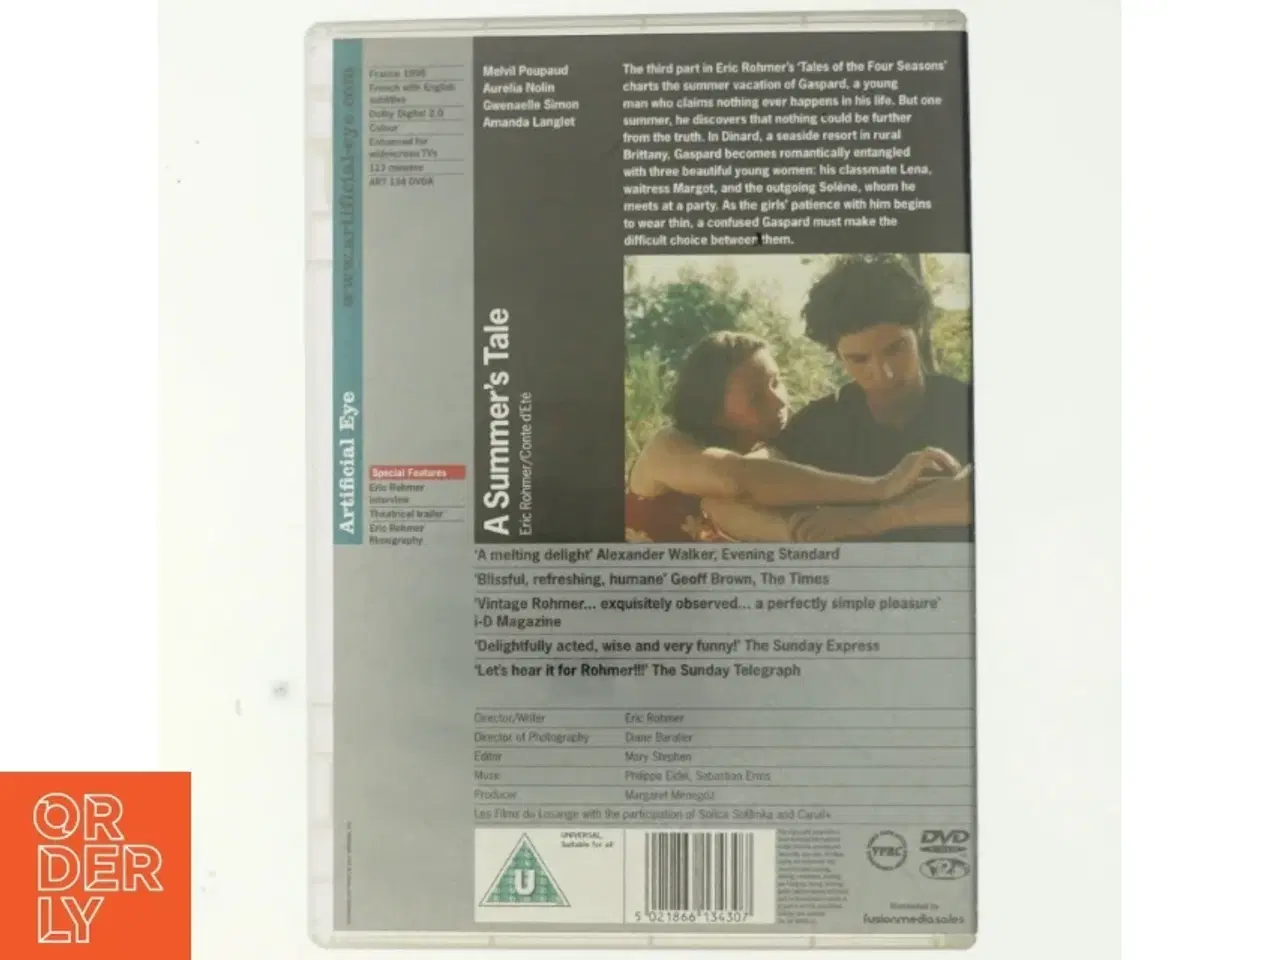 www.artificial-eye.com
Artificial Eye
France 1996
French with English
subtitles
Dolby Digital 2.0
Colour
Enhanced for
widescreen TVs
ART 134 DVDA
Special Features
Eric Rohmer
interview
Theatrical trailer
Eric Rohmer
filmography
Melvil Poupaud
Aurelia Nolin
Gwenaelle Simon
Amanda Langlet
The third part in Eric Rohmer's 'Tales of the Four Seasons'
charts the summer vacation of Gaspard, a young
man who claims nothing ever happens in his life. But one
summer, he discovers that nothing could be further
from the truth. In Dinard, a seaside resort in rural
Brittany, Gaspard becomes romantically entangled
with three beautiful young women: his classmate Lena,
waitress Margot, and the outgoing Solène, whom he
meets at a party. As the girls' patience with him begins
to wear thin, a confused Gaspard must make the
difficult choice between them.
A Summer's Tale
Eric Rohmer/Conte d'Ete
'A melting delight' Alexander Walker, Evening Standard
'Blissful, refreshing, humane' Geoff Brown, The Times
'Vintage Rohmer... exquisitely observed... a perfectly simple pleasure'
i-D Magazine
'Delightfully acted, wise and very funny!' The Sunday Express
'Let's hear it for Rohmer!!!' The Sunday Telegraph
Director/Writer Eric Rohmer
Director of Photography Diane Baratier
Editor Mary Stephen
Music Philippe Eidel, Sebastian Erms
Producer Margaret Menegoz
Les Films du Losange with the participation of Sofica Sofilmka and Canal+
U
UNIVERSAL
Suitable for all
5 021866 134307
VPRC
DVD
2
Distributed by
fusionmediasales
ORDERLY